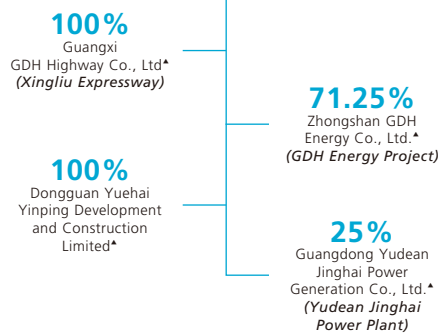 100%
Guangxi
GDH Highway Co., Ltd▲
(Xingliu Expressway)
71.25%
Zhongshan GDH
Energy Co., Ltd.▲
(GDH Energy Project)
100%
Dongguan Yuehai
Yinping Development
and Construction
Limited▲
25%
Guangdong Yudean
Jinghai Power
Generation Co., Ltd.▲
(Yudean Jinghai
Power Plant)